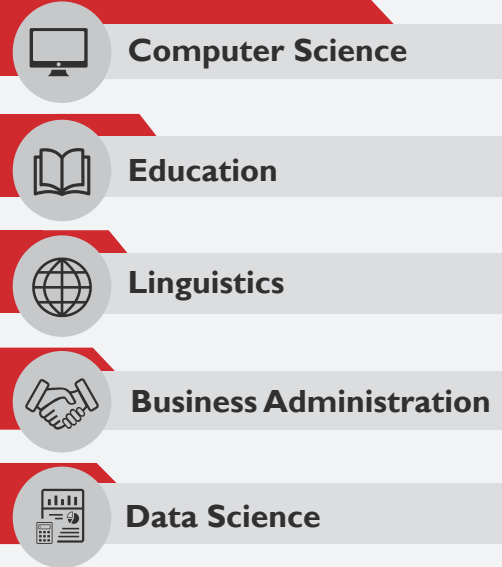 Computer Science
Education
Linguistics
Business Administration
Data Science